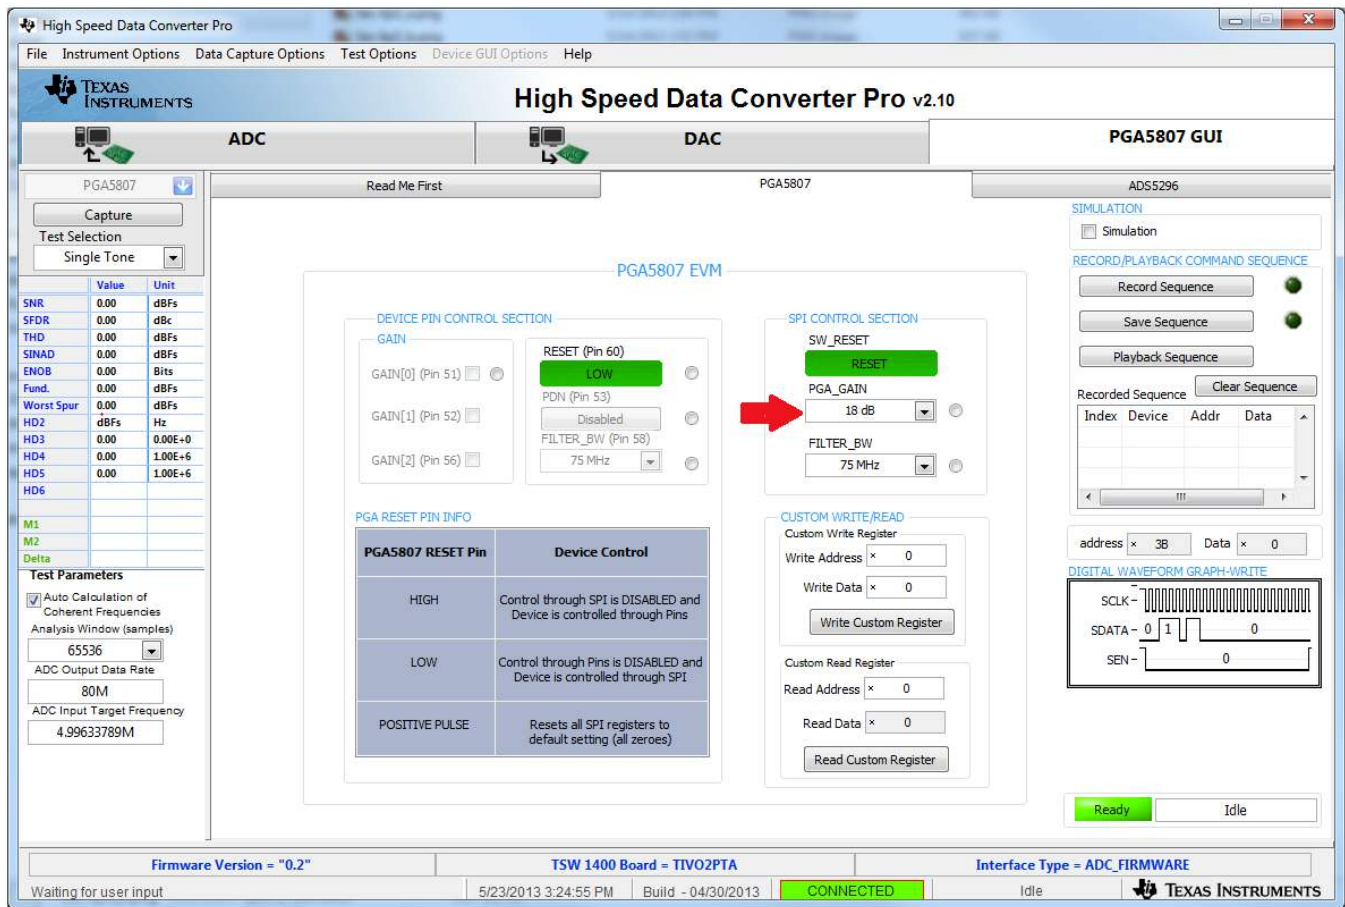 High Speed Data Converter Pro
File Instrument Options Data Capture Options Test Options Device GUI Options Help
TEXAS INSTRUMENTS
High Speed Data Converter Pro v2.10
ADC
DAC
PGA5807 GUI
PGA5807
Capture
Test Selection
Single Tone
Value Unit
SNR 0.00 dBFs
SFDR 0.00 dBc
THD 0.00 dBFs
SINAD 0.00 dBFs
ENOB 0.00 Bits
Fund. 0.00 dBFs
Worst Spur 0.00 dBFs
HD2 dBFs Hz
HD3 0.00 0.00E+0
HD4 0.00 1.00E+6
HD5 0.00 1.00E+6
HD6
M1
M2
Delta
Test Parameters
Auto Calculation of
Coherent Frequencies
Analysis Window (samples)
65536
ADC Output Data Rate
80M
ADC Input Target Frequency
4.99633789M
Read Me First
PGA5807
ADS5296
PGA5807 EVM
DEVICE PIN CONTROL SECTION
GAIN
GAIN[0] (Pin 51)
GAIN[1] (Pin 52)
GAIN[2] (Pin 56)
RESET (Pin 60)
LOW
PDN (Pin 53)
Disabled
FILTER_BW (Pin 58)
75 MHz
SPI CONTROL SECTION
SW_RESET
RESET
PGA_GAIN
18 dB
FILTER_BW
75 MHz
PGA RESET PIN INFO
PGA5807 RESET Pin Device Control
HIGH Control through SPI is DISABLED and
Device is controlled through Pins
LOW Control through Pins is DISABLED and
Device is controlled through SPI
POSITIVE PULSE Resets all SPI registers to
default setting (all zeroes)
CUSTOM WRITE/READ
Custom Write Register
Write Address × 0
Write Data × 0
Write Custom Register
Custom Read Register
Read Address × 0
Read Data × 0
Read Custom Register
SIMULATION
Simulation
RECORD/PLAYBACK COMMAND SEQUENCE
Record Sequence
Save Sequence
Playback Sequence
Recorded Sequence Clear Sequence
Index Device Addr Data
address × 3B Data × 0
DIGITAL WAVEFORM GRAPH-WRITE
SCLK -
SDATA - 0 1 0
SEN - 0
Ready Idle
Firmware Version = "0.2" TSW 1400 Board = TIVO2PTA Interface Type = ADC_FIRMWARE
Waiting for user input 5/23/2013 3:24:55 PM Build - 04/30/2013 CONNECTED Idle TEXAS INSTRUMENTS